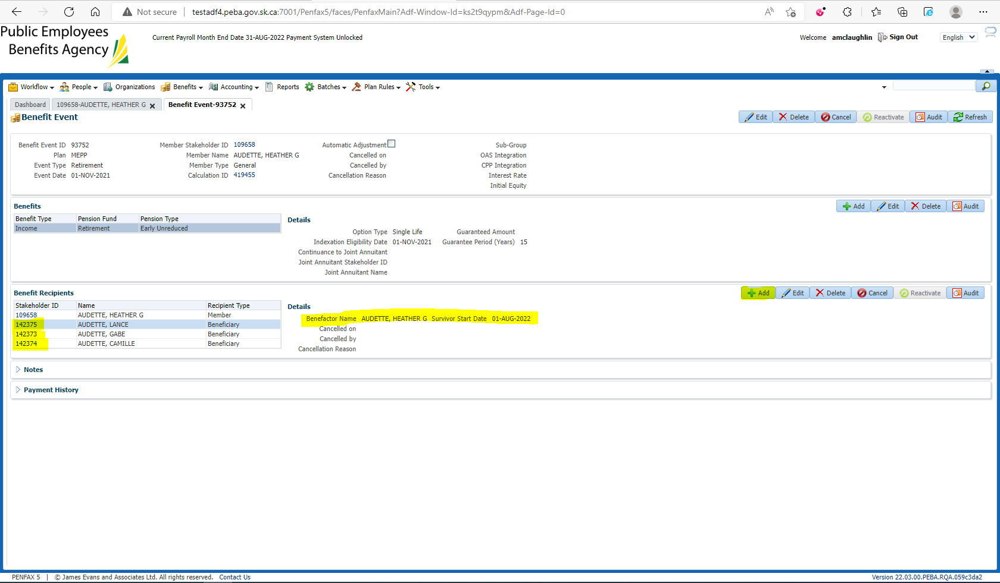 Not secure | testadf4.peba.gov.sk.ca:7001/Penfax5/faces/PenfaxMain?Adf-Window-Id=ks2t9qypm&Adf-Page-Id=0
Public Employees
Benefits Agency
Current Payroll Month End Date 31-AUG-2022 Payment System Unlocked
Welcome amclaughlin Sign Out English
Workflow People Organizations Benefits Accounting Reports Batches Plan Rules Tools
Dashboard 109658-AUDETTE, HEATHER G Benefit Event-93752
Benefit Event Edit Delete Cancel Reactivate Audit Refresh
Benefit Event ID 93752 Member Stakeholder ID 109658 Automatic Adjustment Sub-Group
Plan MEPP Member Name AUDETTE, HEATHER G Cancelled on OAS Integration
Event Type Retirement Member Type General Cancelled by CPP Integration
Event Date 01-NOV-2021 Calculation ID 419455 Cancellation Reason Interest Rate
Initial Equity
Benefits Add Edit Delete Audit
Benefit Type Pension Fund Pension Type Details
Income Retirement Early Unreduced
Option Type Single Life Guaranteed Amount
Indexation Eligibility Date 01-NOV-2021 Guarantee Period (Years) 15
Continuance to Joint Annuitant
Joint Annuitant Stakeholder ID
Joint Annuitant Name
Benefit Recipients Add Edit Delete Cancel Reactivate Audit
Stakeholder ID Name Recipient Type Details
109658 AUDETTE, HEATHER G Member
142375 AUDETTE, LANCE Beneficiary
142373 AUDETTE, GABE Beneficiary
142374 AUDETTE, CAMILLE Beneficiary
Benefactor Name AUDETTE, HEATHER G Survivor Start Date 01-AUG-2022
Cancelled on
Cancelled by
Cancellation Reason
Notes
Payment History
PENFAX 5 | © James Evans and Associates Ltd. All rights reserved. Contact Us Version 22.03.00.PEBA.RQA.059c3da2